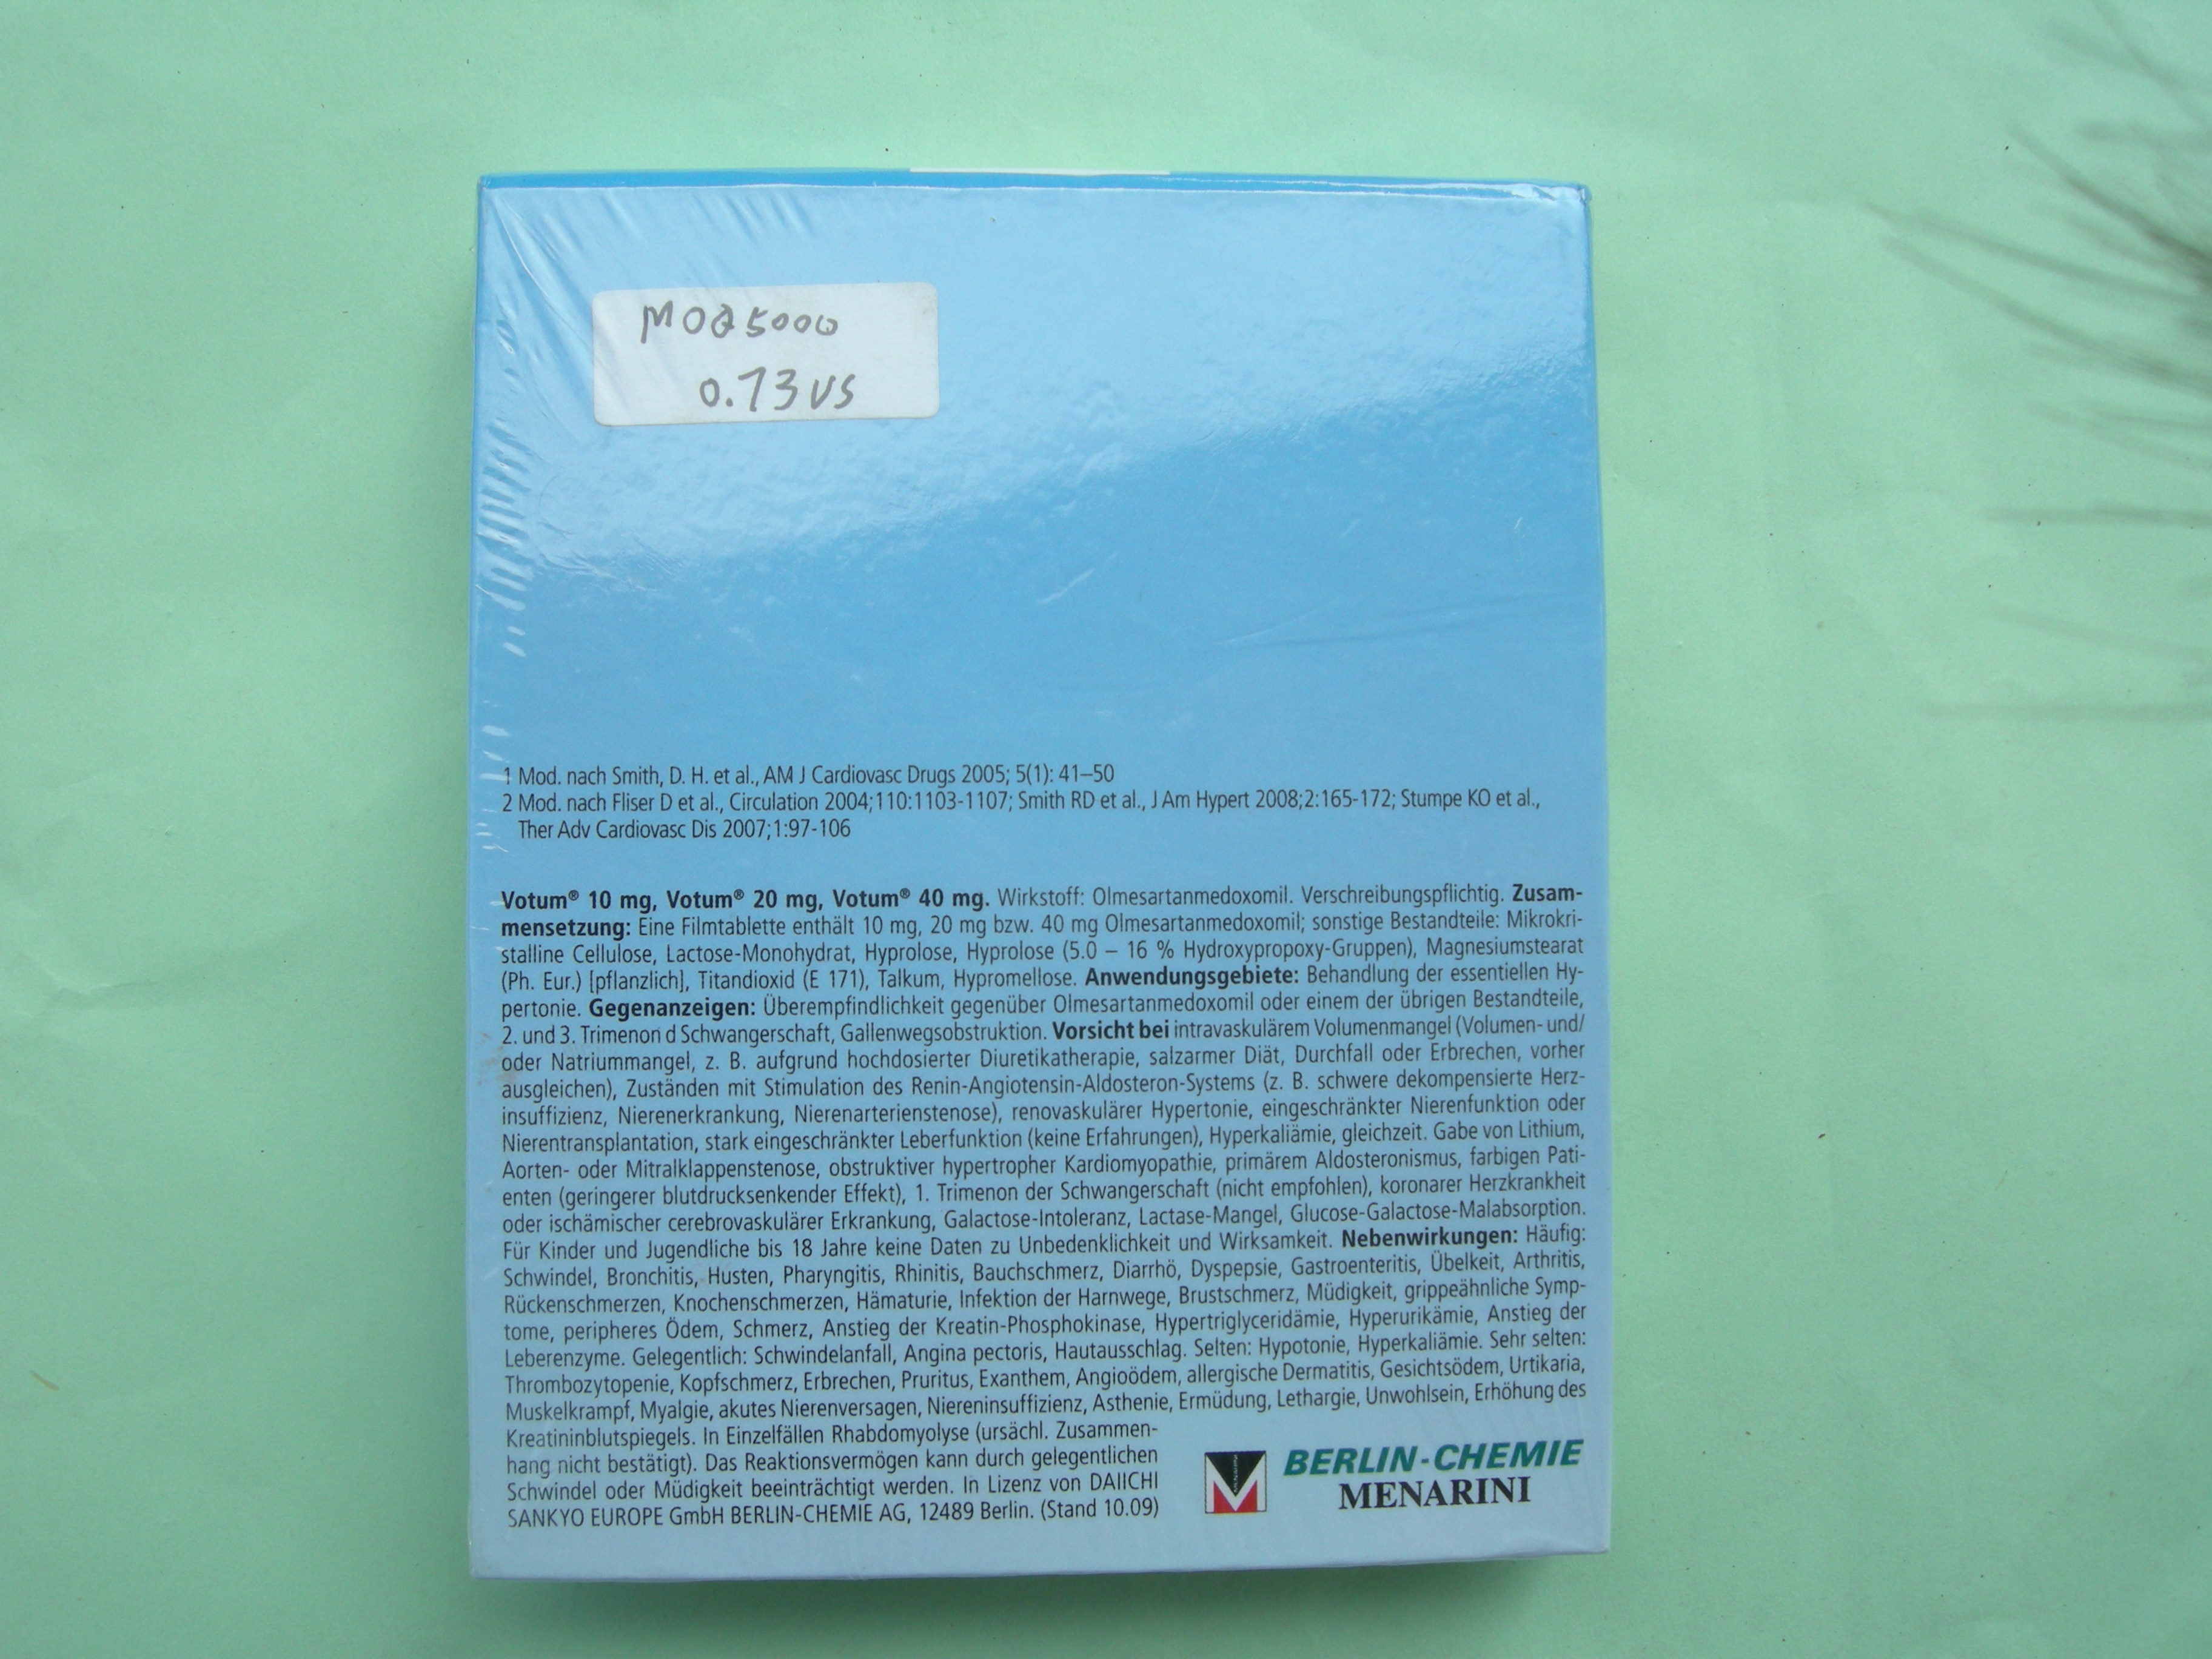 MOQ5000
0.73US
1 Mod. nach Smith, D. H. et al., AM J Cardiovasc Drugs 2005; 5(1): 41–50
2 Mod. nach Fliser D et al., Circulation 2004;110:1103-1107; Smith RD et al., J Am Hypert 2008;2:165-172; Stumpe KO et al.,
Ther Adv Cardiovasc Dis 2007;1:97-106
Votum® 10 mg, Votum® 20 mg, Votum® 40 mg. Wirkstoff: Olmesartanmedoxomil. Verschreibungspflichtig. Zusam-
mensetzung: Eine Filmtablette enthält 10 mg, 20 mg bzw. 40 mg Olmesartanmedoxomil; sonstige Bestandteile: Mikrokri-
stalline Cellulose, Lactose-Monohydrat, Hyprolose, Hyprolose (5.0 – 16 % Hydroxypropoxy-Gruppen), Magnesiumstearat
(Ph. Eur.) [pflanzlich], Titandioxid (E 171), Talkum, Hypromellose. Anwendungsgebiete: Behandlung der essentiellen Hy-
pertonie. Gegenanzeigen: Überempfindlichkeit gegenüber Olmesartanmedoxomil oder einem der übrigen Bestandteile,
2. und 3. Trimenon d Schwangerschaft, Gallenwegsobstruktion. Vorsicht bei intravaskulärem Volumenmangel (Volumen- und/
oder Natriummangel, z. B. aufgrund hochdosierter Diuretikatherapie, salzarmer Diät, Durchfall oder Erbrechen, vorher
ausgleichen), Zuständen mit Stimulation des Renin-Angiotensin-Aldosteron-Systems (z. B. schwere dekompensierte Herz-
insuffizienz, Nierenerkrankung, Nierenarterienstenose), renovaskulärer Hypertonie, eingeschränkter Nierenfunktion oder
Nierentransplantation, stark eingeschränkter Leberfunktion (keine Erfahrungen), Hyperkaliämie, gleichzeit. Gabe von Lithium,
Aorten- oder Mitralklappenstenose, obstruktiver hypertropher Kardiomyopathie, primärem Aldosteronismus, farbigen Pati-
enten (geringerer blutdrucksenkender Effekt), 1. Trimenon der Schwangerschaft (nicht empfohlen), koronarer Herzkrankheit
oder ischämischer cerebrovaskulärer Erkrankung, Galactose-Intoleranz, Lactase-Mangel, Glucose-Galactose-Malabsorption.
Für Kinder und Jugendliche bis 18 Jahre keine Daten zu Unbedenklichkeit und Wirksamkeit. Nebenwirkungen: Häufig:
Schwindel, Bronchitis, Husten, Pharyngitis, Rhinitis, Bauchschmerz, Diarrhö, Dyspepsie, Gastroenteritis, Übelkeit, Arthritis,
Rückenschmerzen, Knochenschmerzen, Hämaturie, Infektion der Harnwege, Brustschmerz, Müdigkeit, grippeähnliche Symp-
tome, peripheres Ödem, Schmerz, Anstieg der Kreatin-Phosphokinase, Hypertriglyceridämie, Hyperurikämie, Anstieg der
Leberenzyme. Gelegentlich: Schwindelanfall, Angina pectoris, Hautausschlag. Selten: Hypotonie, Hyperkaliämie. Sehr selten:
Thrombozytopenie, Kopfschmerz, Erbrechen, Pruritus, Exanthem, Angioödem, allergische Dermatitis, Gesichtsödem, Urtikaria,
Muskelkrampf, Myalgie, akutes Nierenversagen, Niereninsuffizienz, Asthenie, Ermüdung, Lethargie, Unwohlsein, Erhöhung des
Kreatininblutspiegels. In Einzelfällen Rhabdomyolyse (ursächl. Zusammen-
hang nicht bestätigt). Das Reaktionsvermögen kann durch gelegentlichen
Schwindel oder Müdigkeit beeinträchtigt werden. In Lizenz von DAIICHI
SANKYO EUROPE GmbH BERLIN-CHEMIE AG, 12489 Berlin. (Stand 10.09)
MENARINI
BERLIN-CHEMIE
MENARINI